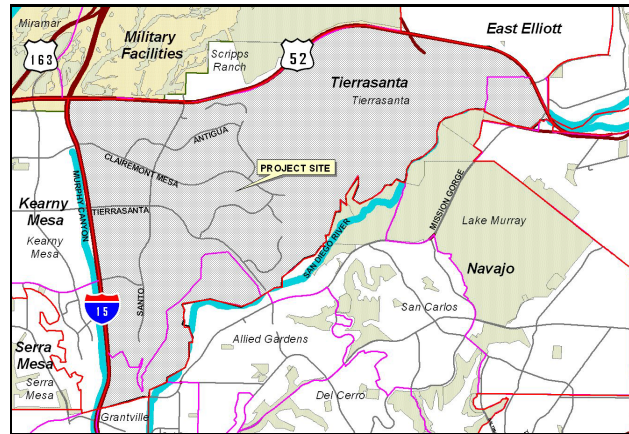 Miramar
163
Military
Facilities
Scripps
Ranch
52
East Elliott
Tierrasanta
Tierrasanta
ANTIGUA
CLAIREMONT MESA
PROJECT SITE
MURPHY CANYON
Kearny
Mesa
Kearny
Mesa
TIERRASANTA
SAN DIEGO RIVER
MISSION GORGE
Lake Murray
Navajo
SANTO
15
San Carlos
Allied Gardens
Serra
Mesa
Serra
Mesa
Del Cerro
Grantville